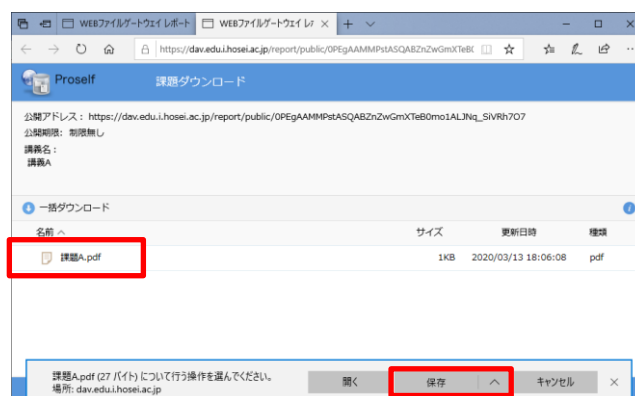 WEBファイルゲートウェイ レポート
WEBファイルゲートウェイ レポ
https://dav.edu.i.hosei.ac.jp/report/public/0PEgAAMMPstASQABZnZwGmXTeB(
Proself
課題ダウンロード
公開アドレス: https://dav.edu.i.hosei.ac.jp/report/public/0PEgAAMMPstASQABZnZwGmXTeB0mo1ALJNq_SiVRh7O7
公開期限: 制限無し
講義名:
講義A
一括ダウンロード
名前 サイズ 更新日時 種類
課題A.pdf 1KB 2020/03/13 18:06:08 pdf
課題A.pdf (27 バイト) について行う操作を選んでください。
場所: dav.edu.i.hosei.ac.jp
開く 保存 キャンセル